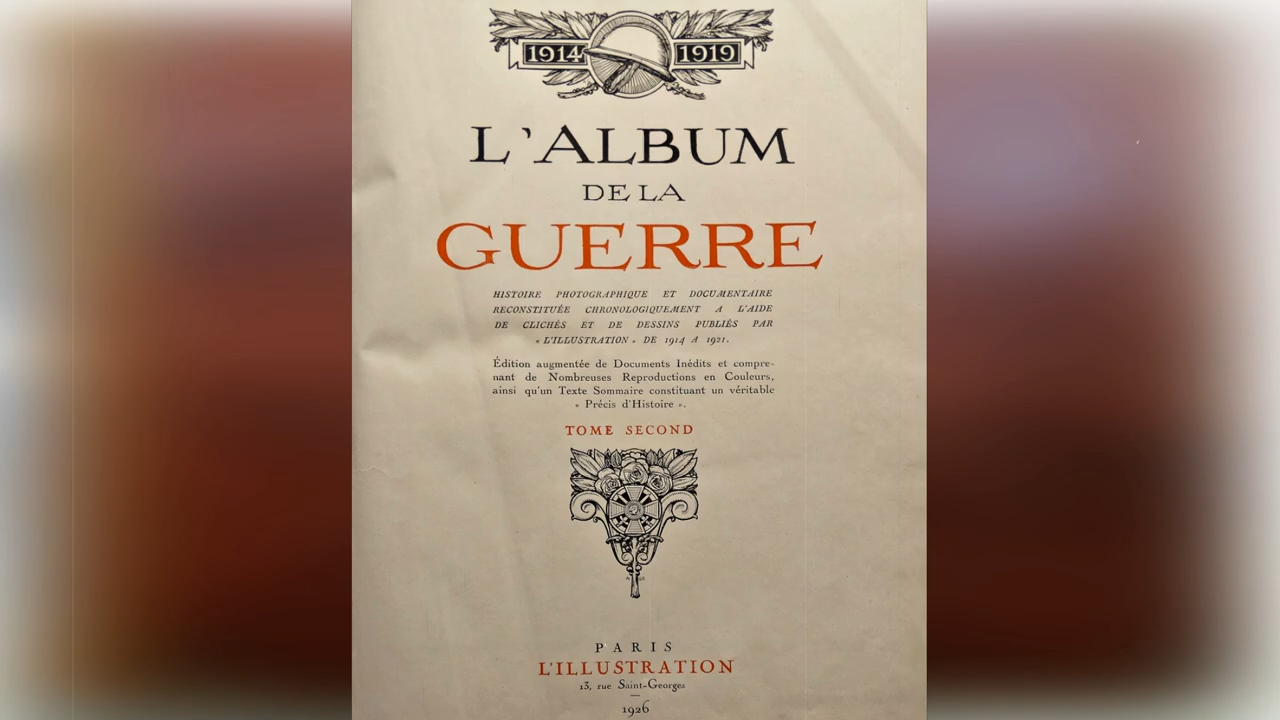 1914 1919
L'ALBUM
DE LA
GUERRE
HISTOIRE PHOTOGRAPHIQUE ET DOCUMENTAIRE
RECONSTITUÉE CHRONOLOGIQUEMENT A L'AIDE
DE CLICHÉS ET DE DESSINS PUBLIÉS PAR
« L'ILLUSTRATION » DE 1914 A 1921.
Édition augmentée de Documents Inédits et compre-
nant de Nombreuses Reproductions en Couleurs,
ainsi qu'un Texte Sommaire constituant un véritable
« Précis d'Histoire ».
TOME SECOND
PARIS
L'ILLUSTRATION
13, rue Saint-Georges
1926